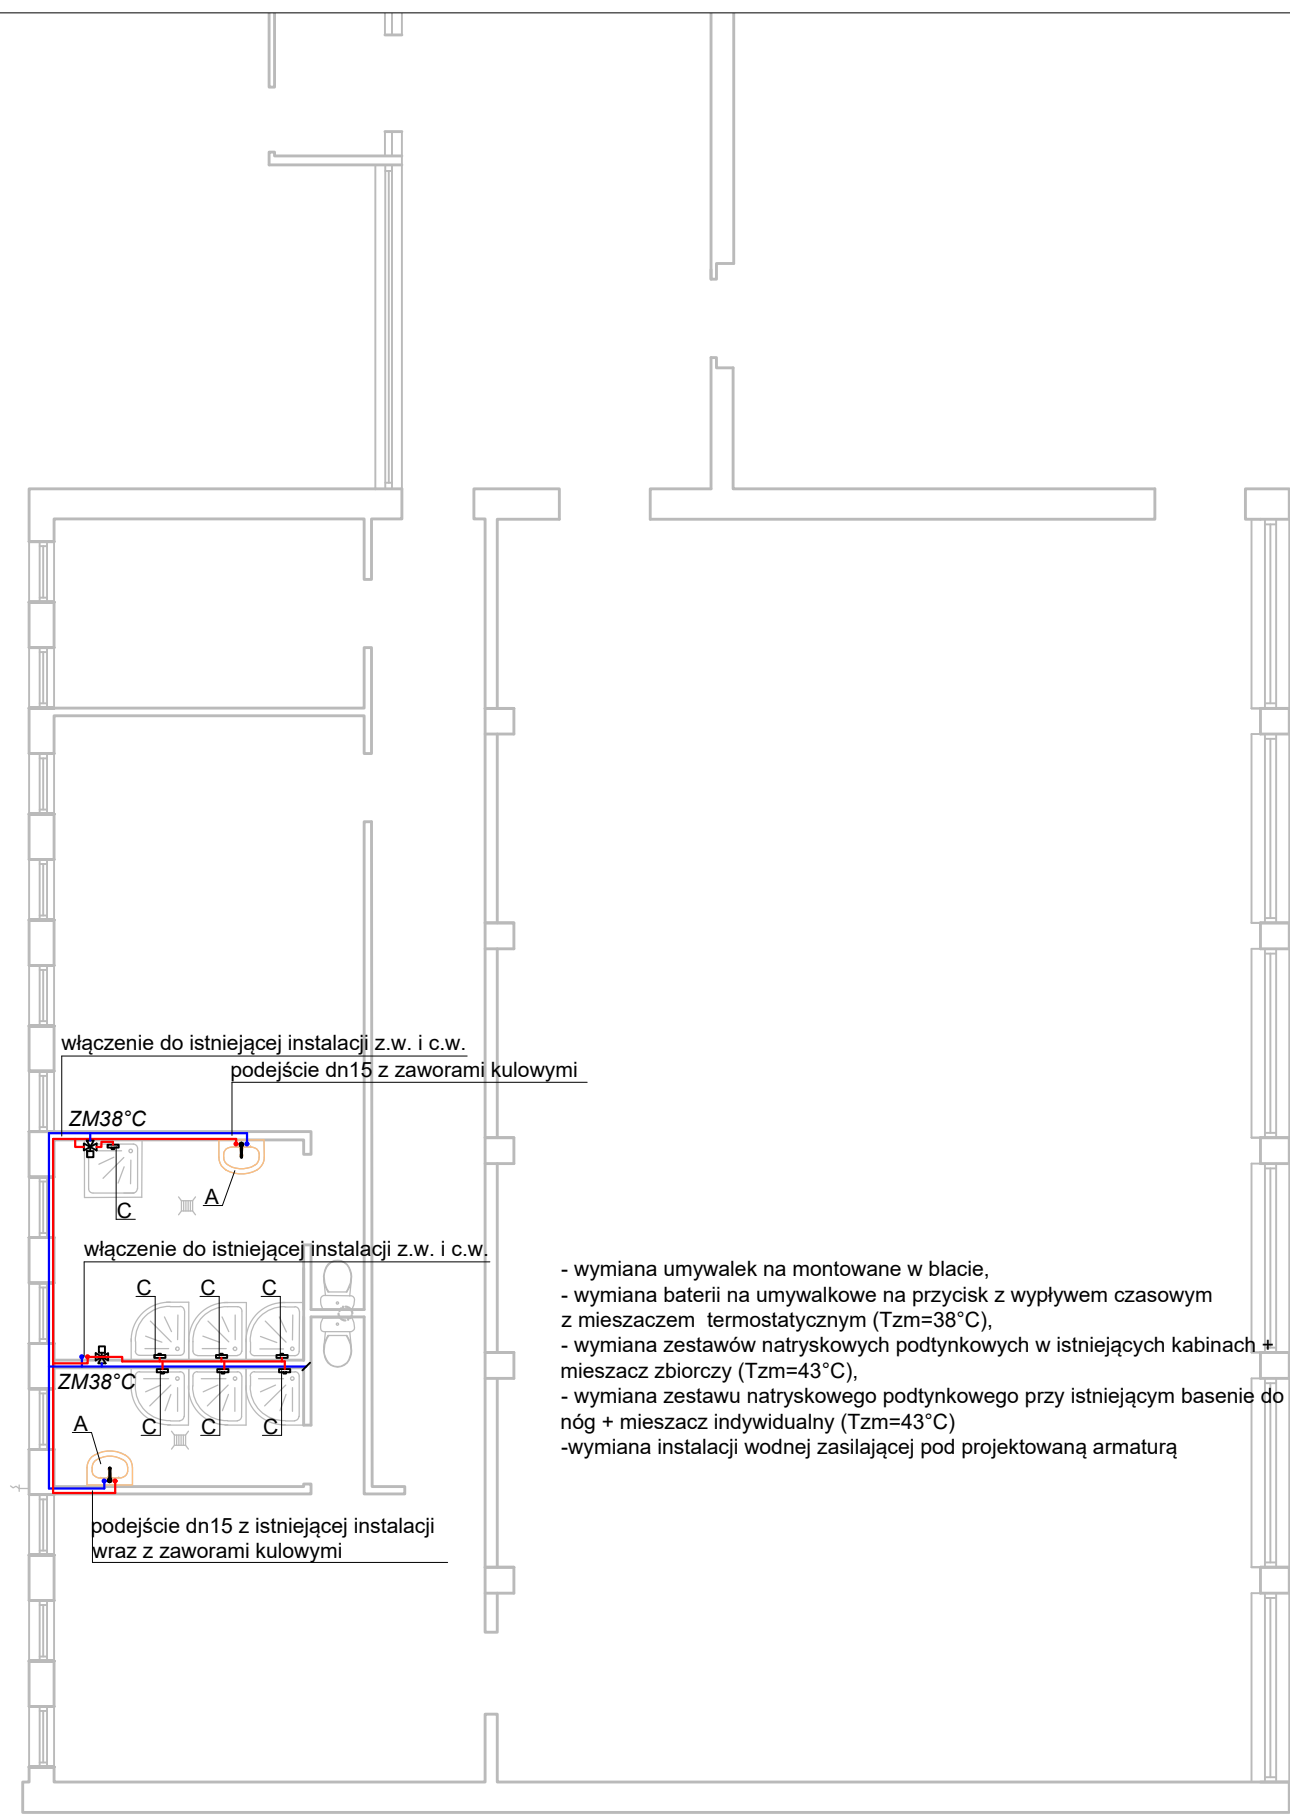 włączenie do istniejącej instalacji z.w. i c.w.
podejście dn15 z zaworami kulowymi
ZM38°C
C
A
włączenie do istniejącej instalacji z.w. i c.w.
C C C
ZM38°C
A
C C C
podejście dn15 z istniejącej instalacji
wraz z zaworami kulowymi
- wymiana umywalek na montowane w blacie,
- wymiana baterii na umywalkowe na przycisk z wypływem czasowym
z mieszaczem termostatycznym (Tzm=38°C),
- wymiana zestawów natryskowych podtynkowych w istniejących kabinach +
mieszacz zbiorczy (Tzm=43°C),
- wymiana zestawu natryskowego podtynkowego przy istniejącym basenie do
nóg + mieszacz indywidualny (Tzm=43°C)
-wymiana instalacji wodnej zasilającej pod projektowaną armaturą